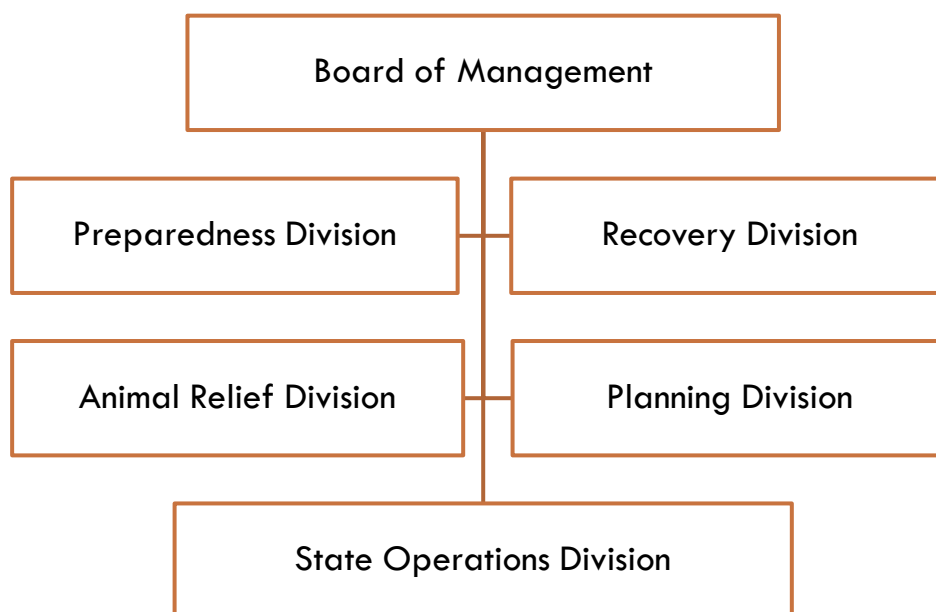 Board of Management
Preparedness Division
Recovery Division
Animal Relief Division
Planning Division
State Operations Division